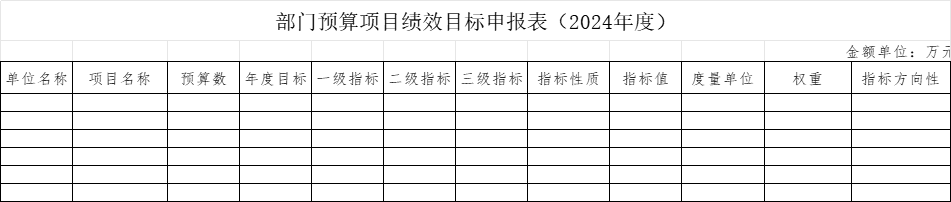 部门预算项目绩效目标申报表（2024年度）
金额单位：万元
单位名称 项目名称 预算数 年度目标 一级指标 二级指标 三级指标 指标性质 指标值 度量单位 权重 指标方向性